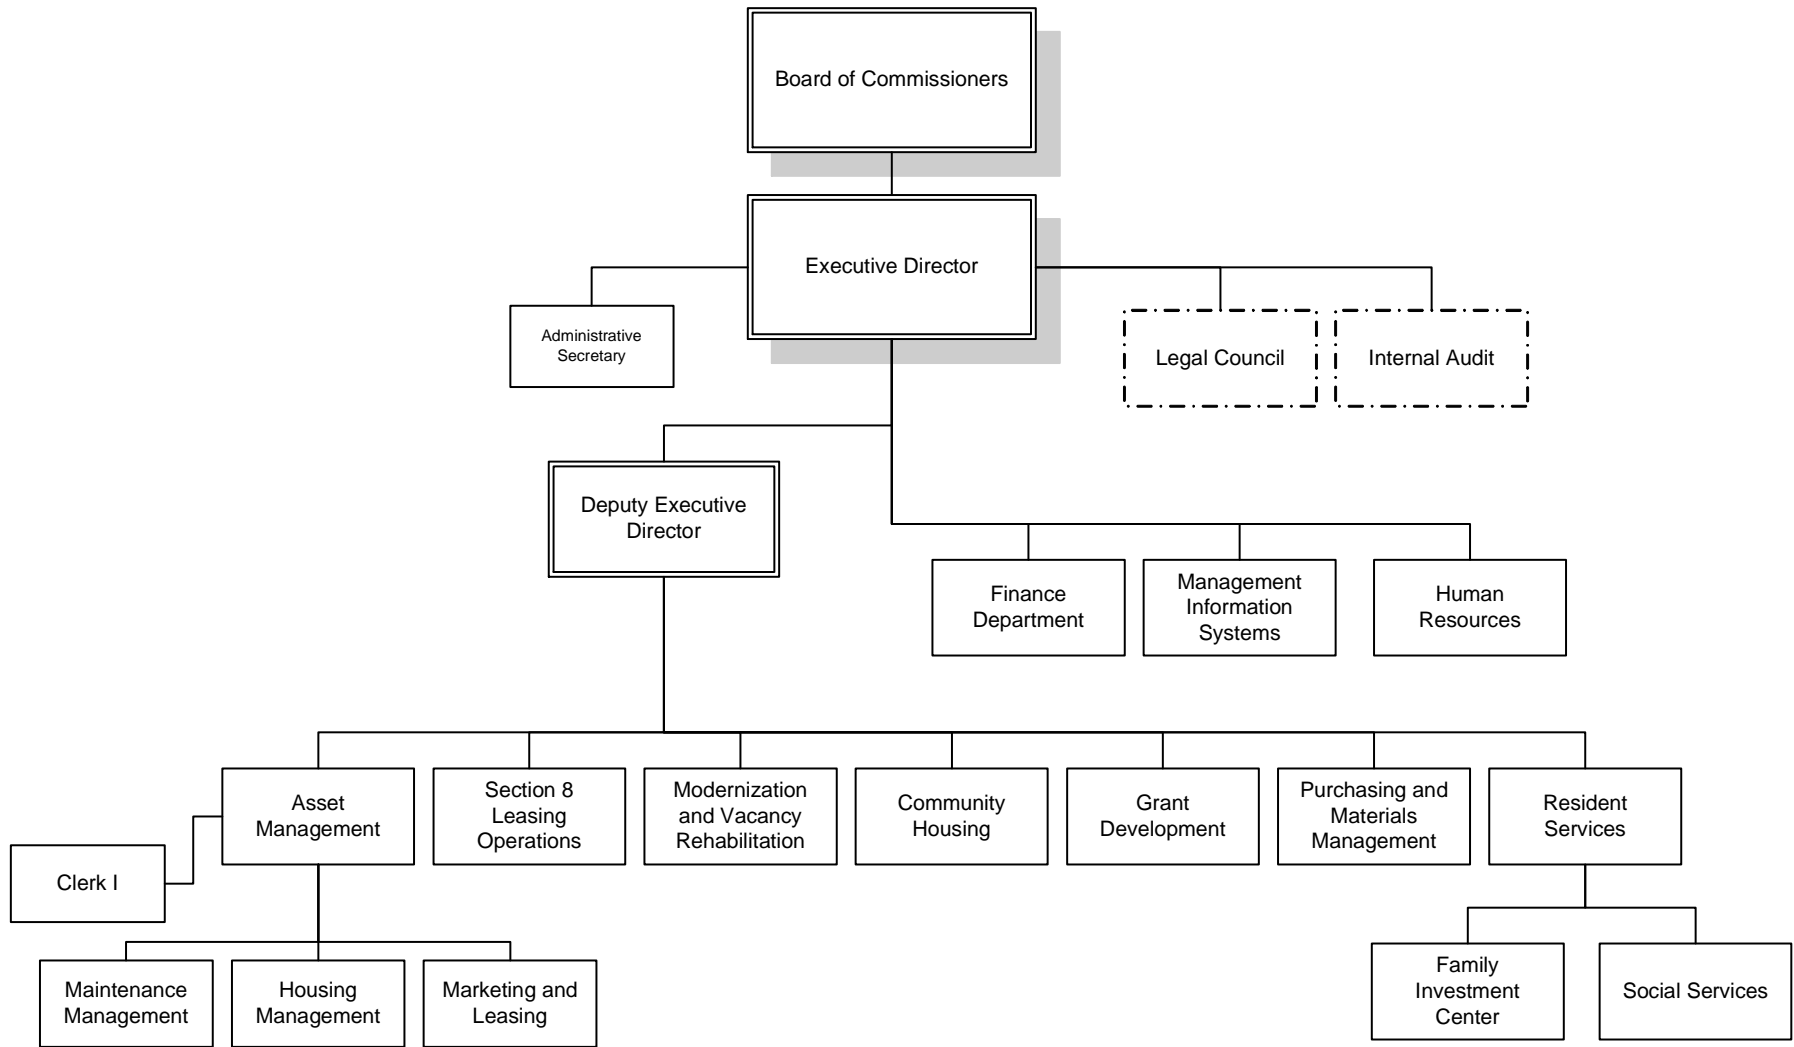 Board of Commissioners
Executive Director
Administrative
Secretary
Legal Council
Internal Audit
Deputy Executive
Director
Finance
Department
Management
Information
Systems
Human
Resources
Asset
Management
Section 8
Leasing
Operations
Modernization
and Vacancy
Rehabilitation
Community
Housing
Grant
Development
Purchasing and
Materials
Management
Resident
Services
Clerk I
Maintenance
Management
Housing
Management
Marketing and
Leasing
Family
Investment
Center
Social Services